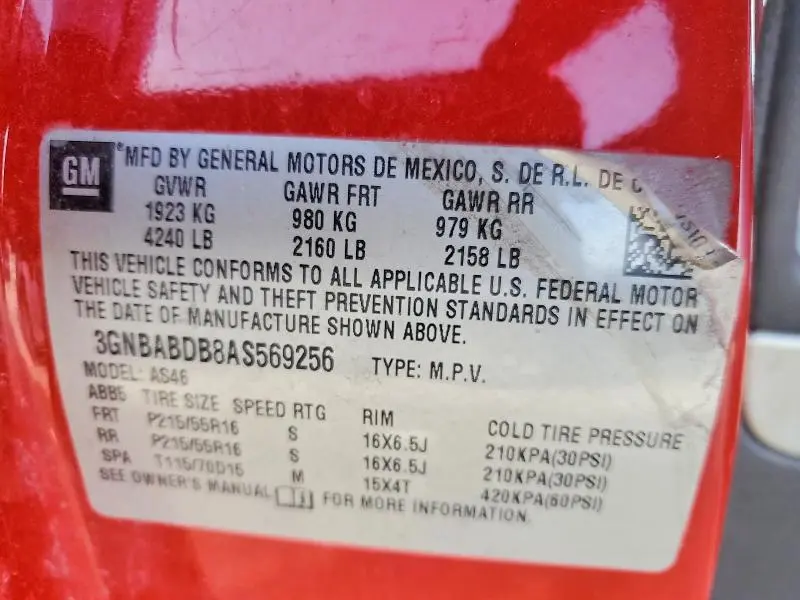 GM ®MFD BY GENERAL MOTORS DE MEXICO, S. DE R.L. DE C
GVWR GAWR FRT GAWR RR
1923 KG 980 KG 979 KG
4240 LB 2160 LB 2158 LB
THIS VEHICLE CONFORMS TO ALL APPLICABLE U.S. FEDERAL MOTOR
VEHICLE SAFETY AND THEFT PREVENTION STANDARDS IN EFFECT ON
THE DATE OF MANUFACTURE SHOWN ABOVE.
3GNBABDB8AS569256 TYPE: M.P.V.
MODEL: AS46
ABB5 TIRE SIZE SPEED RTG RIM COLD TIRE PRESSURE
FRT P215/55R16 S 16X6.5J 210KPA(30PSI)
RR P215/55R16 S 16X6.5J 210KPA(30PSI)
SPA T115/70D15 M 15X4T 420KPA(60PSI)
SEE OWNER'S MANUAL FOR MORE INFORMATION.